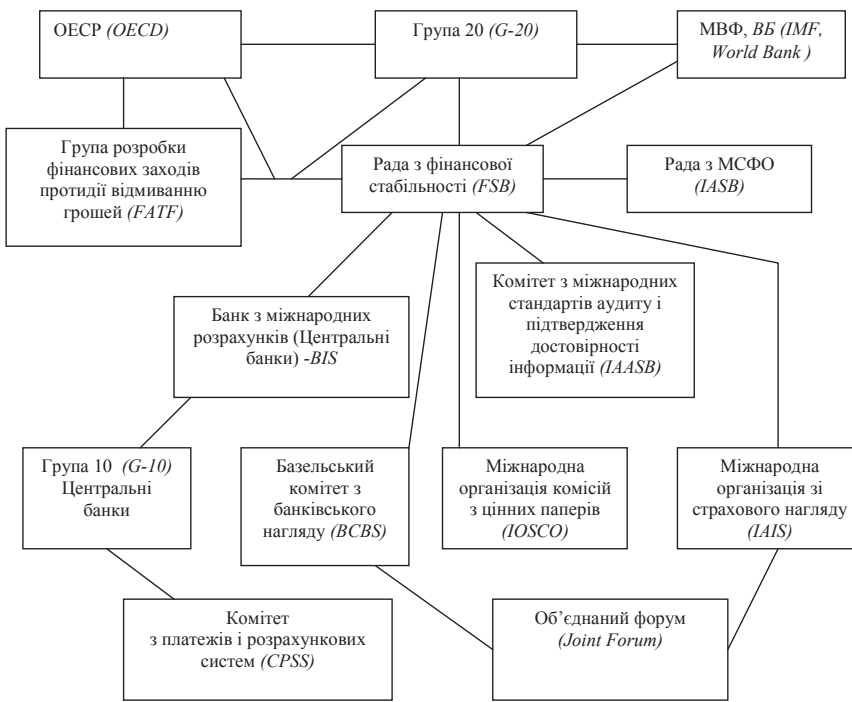 ОЕСР (OECD)
Група 20 (G-20)
МВФ, ВБ (IMF,
World Bank )
Група розробки
фінансових заходів
протидії відмиванню
грошей (FATF)
Рада з фінансової
стабільності (FSB)
Рада з МСФО
(IASB)
Банк з міжнародних
розрахунків (Центральні
банки) -BIS
Комітет з міжнародних
стандартів аудиту і
підтвердження
достовірності
інформації (IAASB)
Група 10 (G-10)
Центральні
банки
Базельський
комітет з
банківського
нагляду (BCBS)
Міжнародна
організація комісій
з цінних паперів
(IOSCO)
Міжнародна
організація зі
страхового нагляду
(IAIS)
Комітет
з платежів і розрахункових
систем (CPSS)
Об’єднаний форум
(Joint Forum)